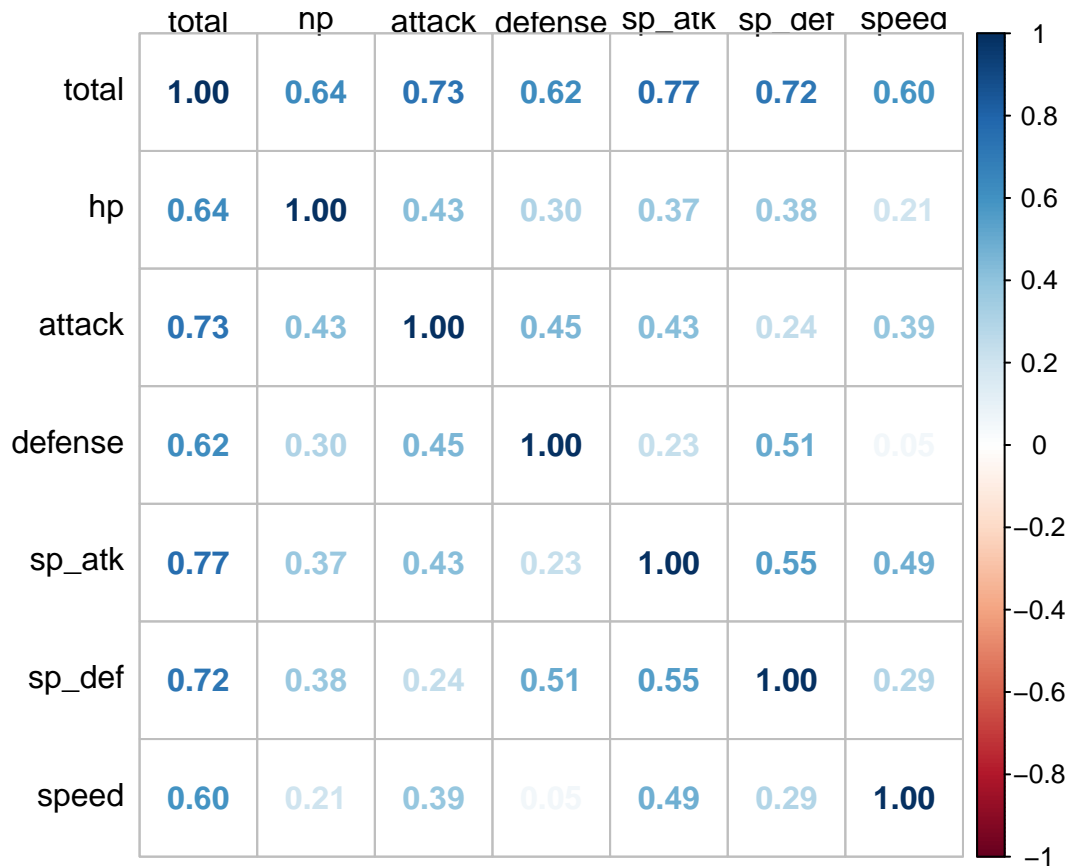 total hp attack defense sp_atk sp_def speed
1
total 1.00 0.64 0.73 0.62 0.77 0.72 0.60
0.8
hp 0.64 1.00 0.43 0.30 0.37 0.38 0.21
0.6
0.4
attack 0.73 0.43 1.00 0.45 0.43 0.24 0.39
0.2
defense 0.62 0.30 0.45 1.00 0.23 0.51 0.05
0
−0.2
sp_atk 0.77 0.37 0.43 0.23 1.00 0.55 0.49
−0.4
sp_def 0.72 0.38 0.24 0.51 0.55 1.00 0.29
−0.6
−0.8
speed 0.60 0.21 0.39 0.05 0.49 0.29 1.00
−1